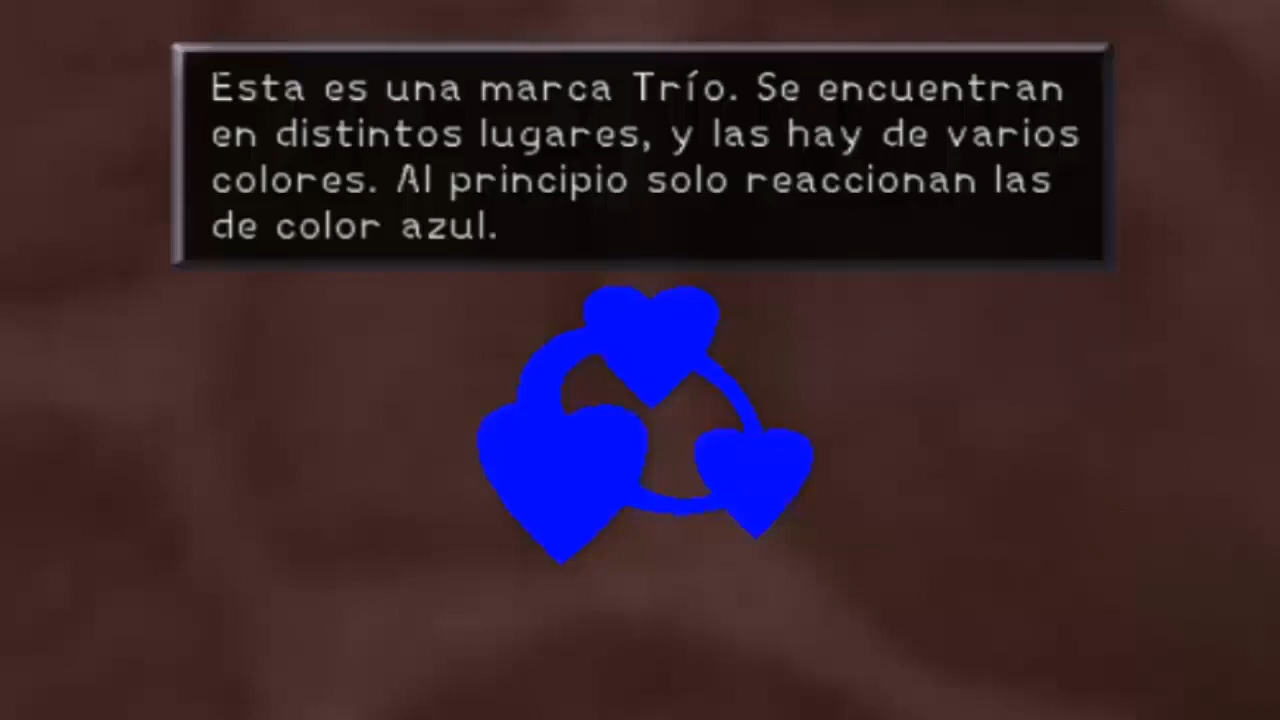 Esta es una marca Trío. Se encuentran
en distintos lugares, y las hay de varios
colores. Al principio solo reaccionan las
de color azul.